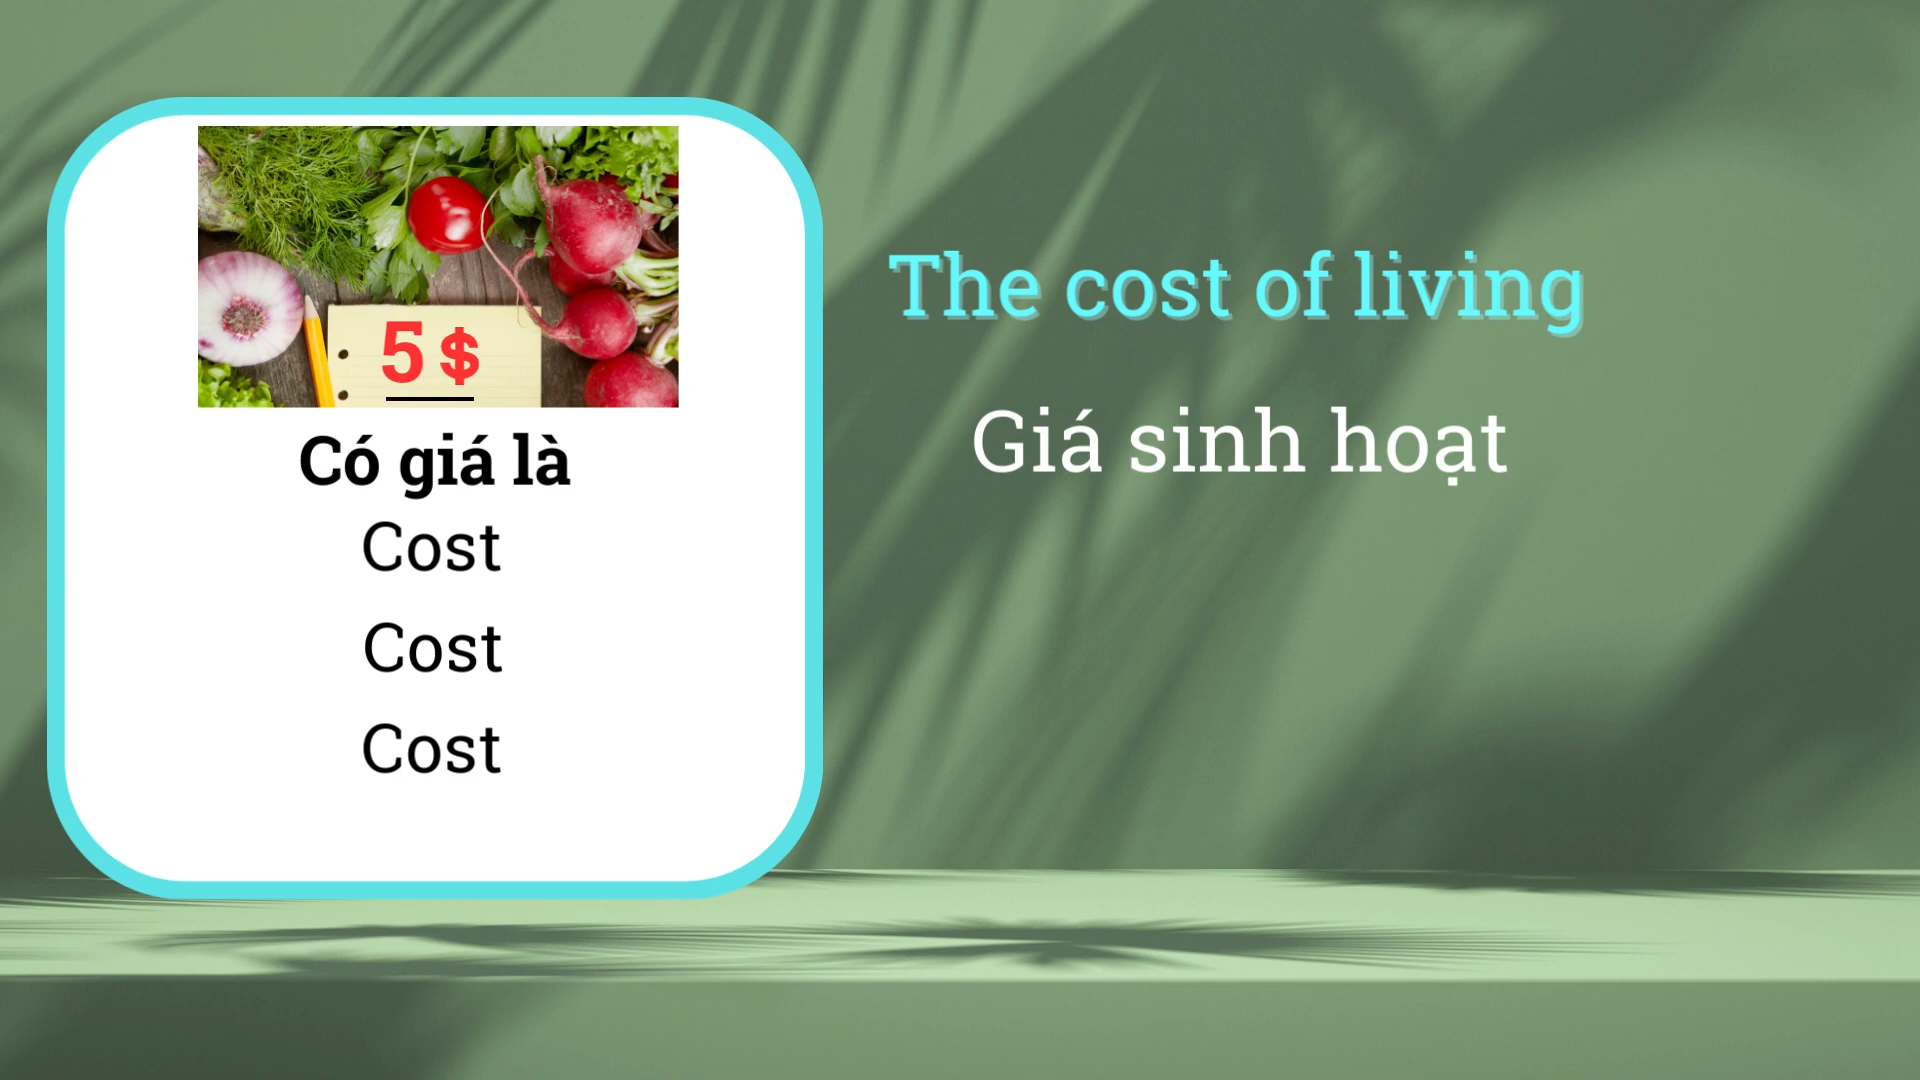 5 $
Có giá là
Cost
Cost
Cost
The cost of living
Giá sinh hoạt